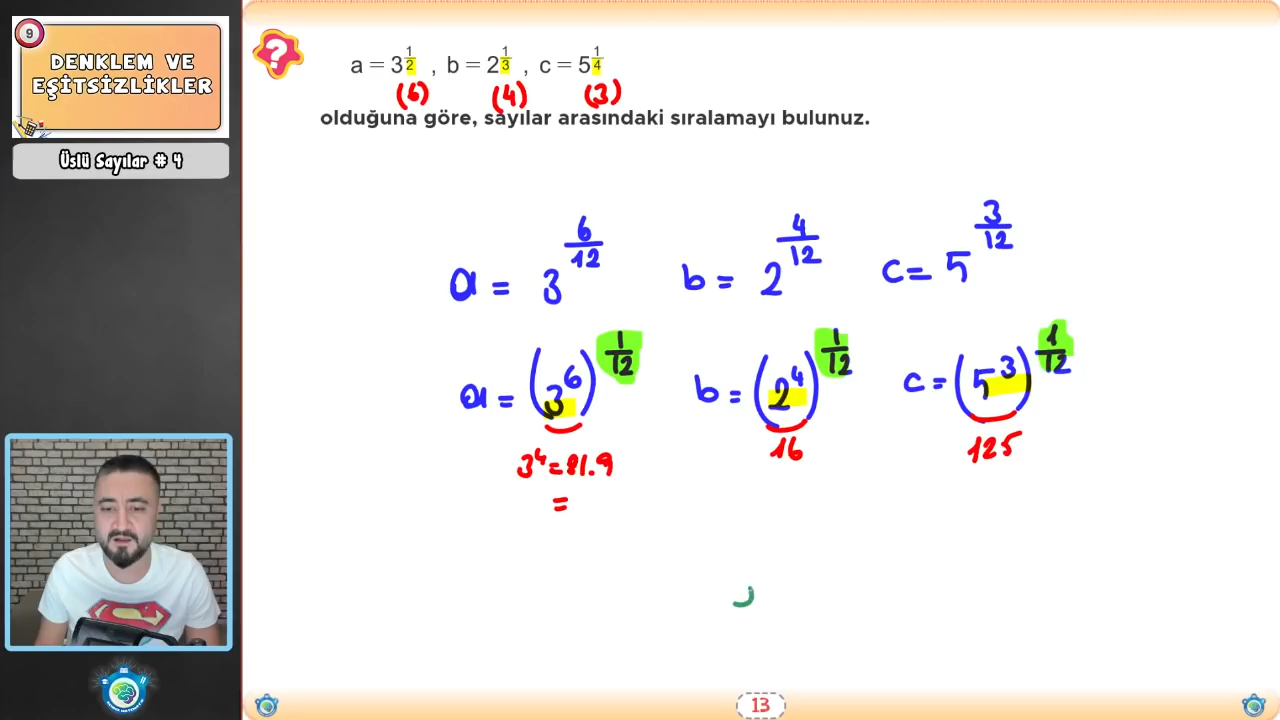 9
DENKLEM VE
EŞİTSİZLİKLER
Üslü Sayılar # 4
?
a = 3^(1/2) , b = 2^(1/3) , c = 5^(1/4)
(6) (4) (3)
olduğuna göre, sayılar arasındaki sıralamayı bulunuz.
a = 3^(6/12) b = 2^(4/12) c = 5^(3/12)
a = (3^6)^(1/12) b = (2^4)^(1/12) c = (5^3)^(1/12)
3^4 = 81.9 16 125
=
13